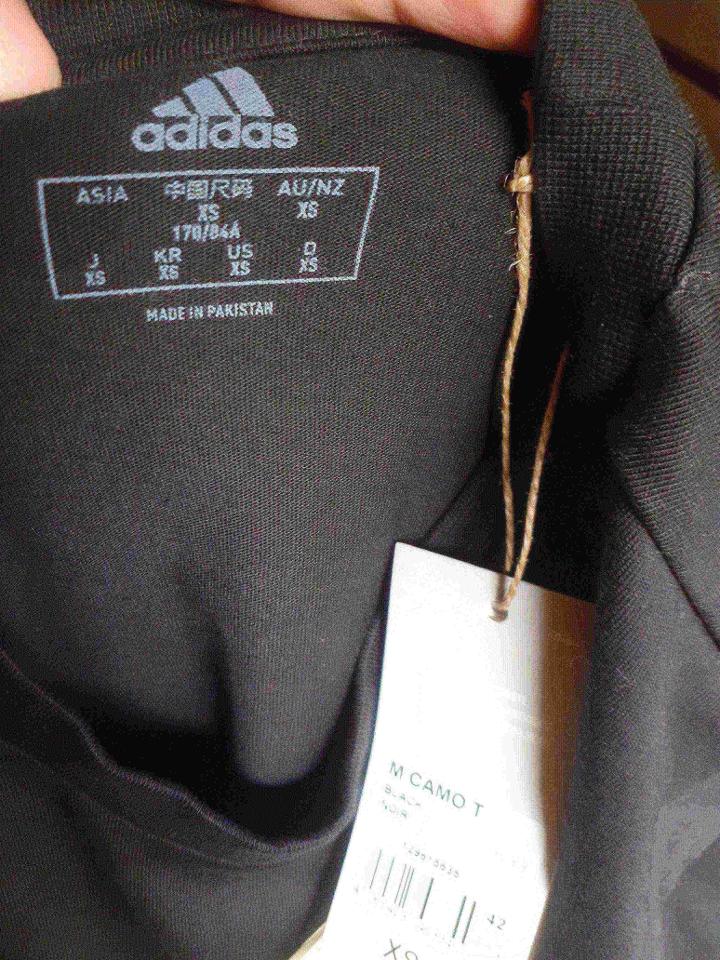 adidas
ASIA 中国尺码 AU/NZ
XS XS
170/84A
J KR US D
XS XS XS XS
MADE IN PAKISTAN
M CAMO T
BLACK
NOIR
42
XS